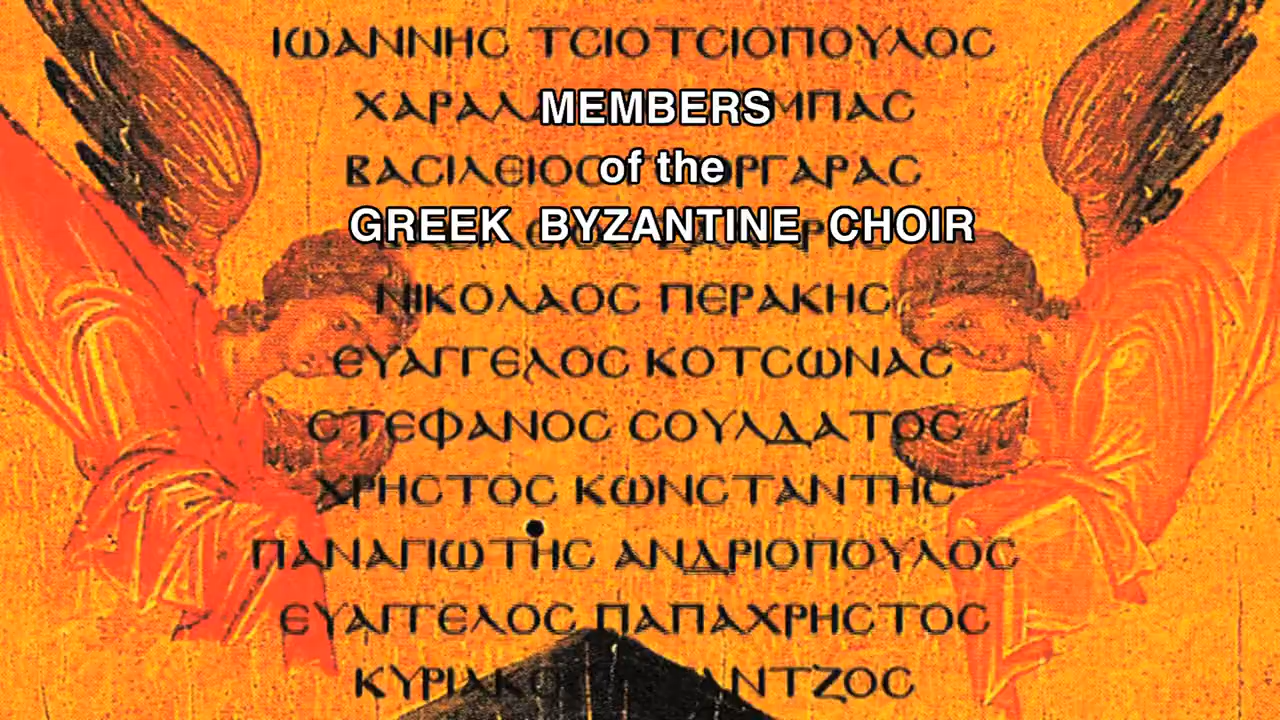 ΙΩΑΝΝΗΣ ΤΣΙΟΤΣΙΟΠΟΥΛΟΣ
MEMBERS
of the
ΒΑΣΙΛΕΙΟΣ
GREEK BYZANTINE CHOIR
ΝΙΚΟΛΑΟΣ ΠΕΡΑΚΗΣ
ΕΥΑΓΓΕΛΟΣ ΚΟΤΣΩΝΑΣ
ΣΤΕΦΑΝΟΣ ΣΟΥΛΔΑΤΟΣ
ΧΡΗΣΤΟΣ ΚΩΝΣΤΑΝΤΗΣ
ΠΑΝΑΓΙΩΤΗΣ ΑΝΔΡΙΟΠΟΥΛΟΣ
ΕΥΑΓΓΕΛΟΣ ΠΑΠΑΧΡΗΣΤΟΣ